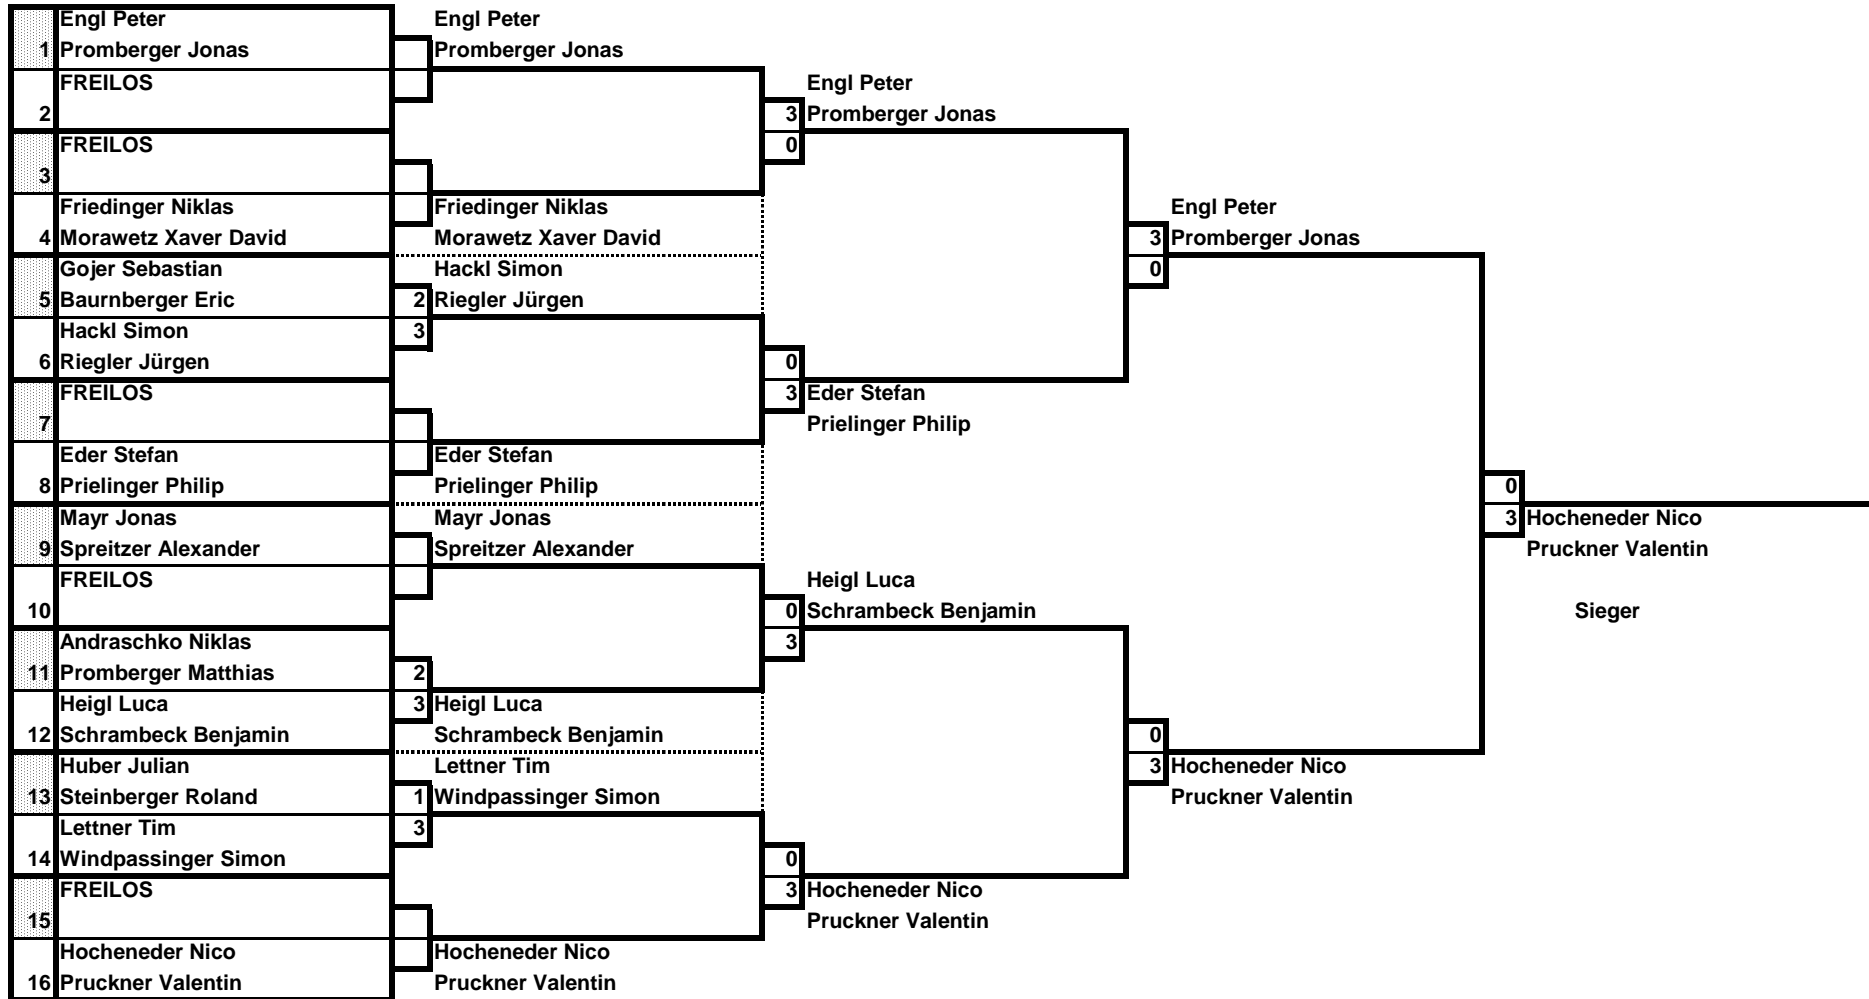 Engl Peter Engl Peter
1 Promberger Jonas Promberger Jonas
FREILOS Engl Peter
2 3 Promberger Jonas
FREILOS 0
3
Friedinger Niklas Friedinger Niklas Engl Peter
4 Morawetz Xaver David Morawetz Xaver David 3 Promberger Jonas
Gojer Sebastian Hackl Simon 0
5 Baurnberger Eric 2 Riegler Jürgen
Hackl Simon 3
6 Riegler Jürgen 0
FREILOS 3 Eder Stefan
7 Prielinger Philip
Eder Stefan Eder Stefan
8 Prielinger Philip Prielinger Philip 0
Mayr Jonas Mayr Jonas 3 Hocheneder Nico
9 Spreitzer Alexander Spreitzer Alexander Pruckner Valentin
FREILOS Heigl Luca
10 0 Schrambeck Benjamin Sieger
Andraschko Niklas 3
11 Promberger Matthias 2
Heigl Luca 3 Heigl Luca
12 Schrambeck Benjamin Schrambeck Benjamin 0
Huber Julian Lettner Tim 3 Hocheneder Nico
13 Steinberger Roland 1 Windpassinger Simon Pruckner Valentin
Lettner Tim 3
14 Windpassinger Simon 0
FREILOS 3 Hocheneder Nico
15 Pruckner Valentin
Hocheneder Nico Hocheneder Nico
16 Pruckner Valentin Pruckner Valentin